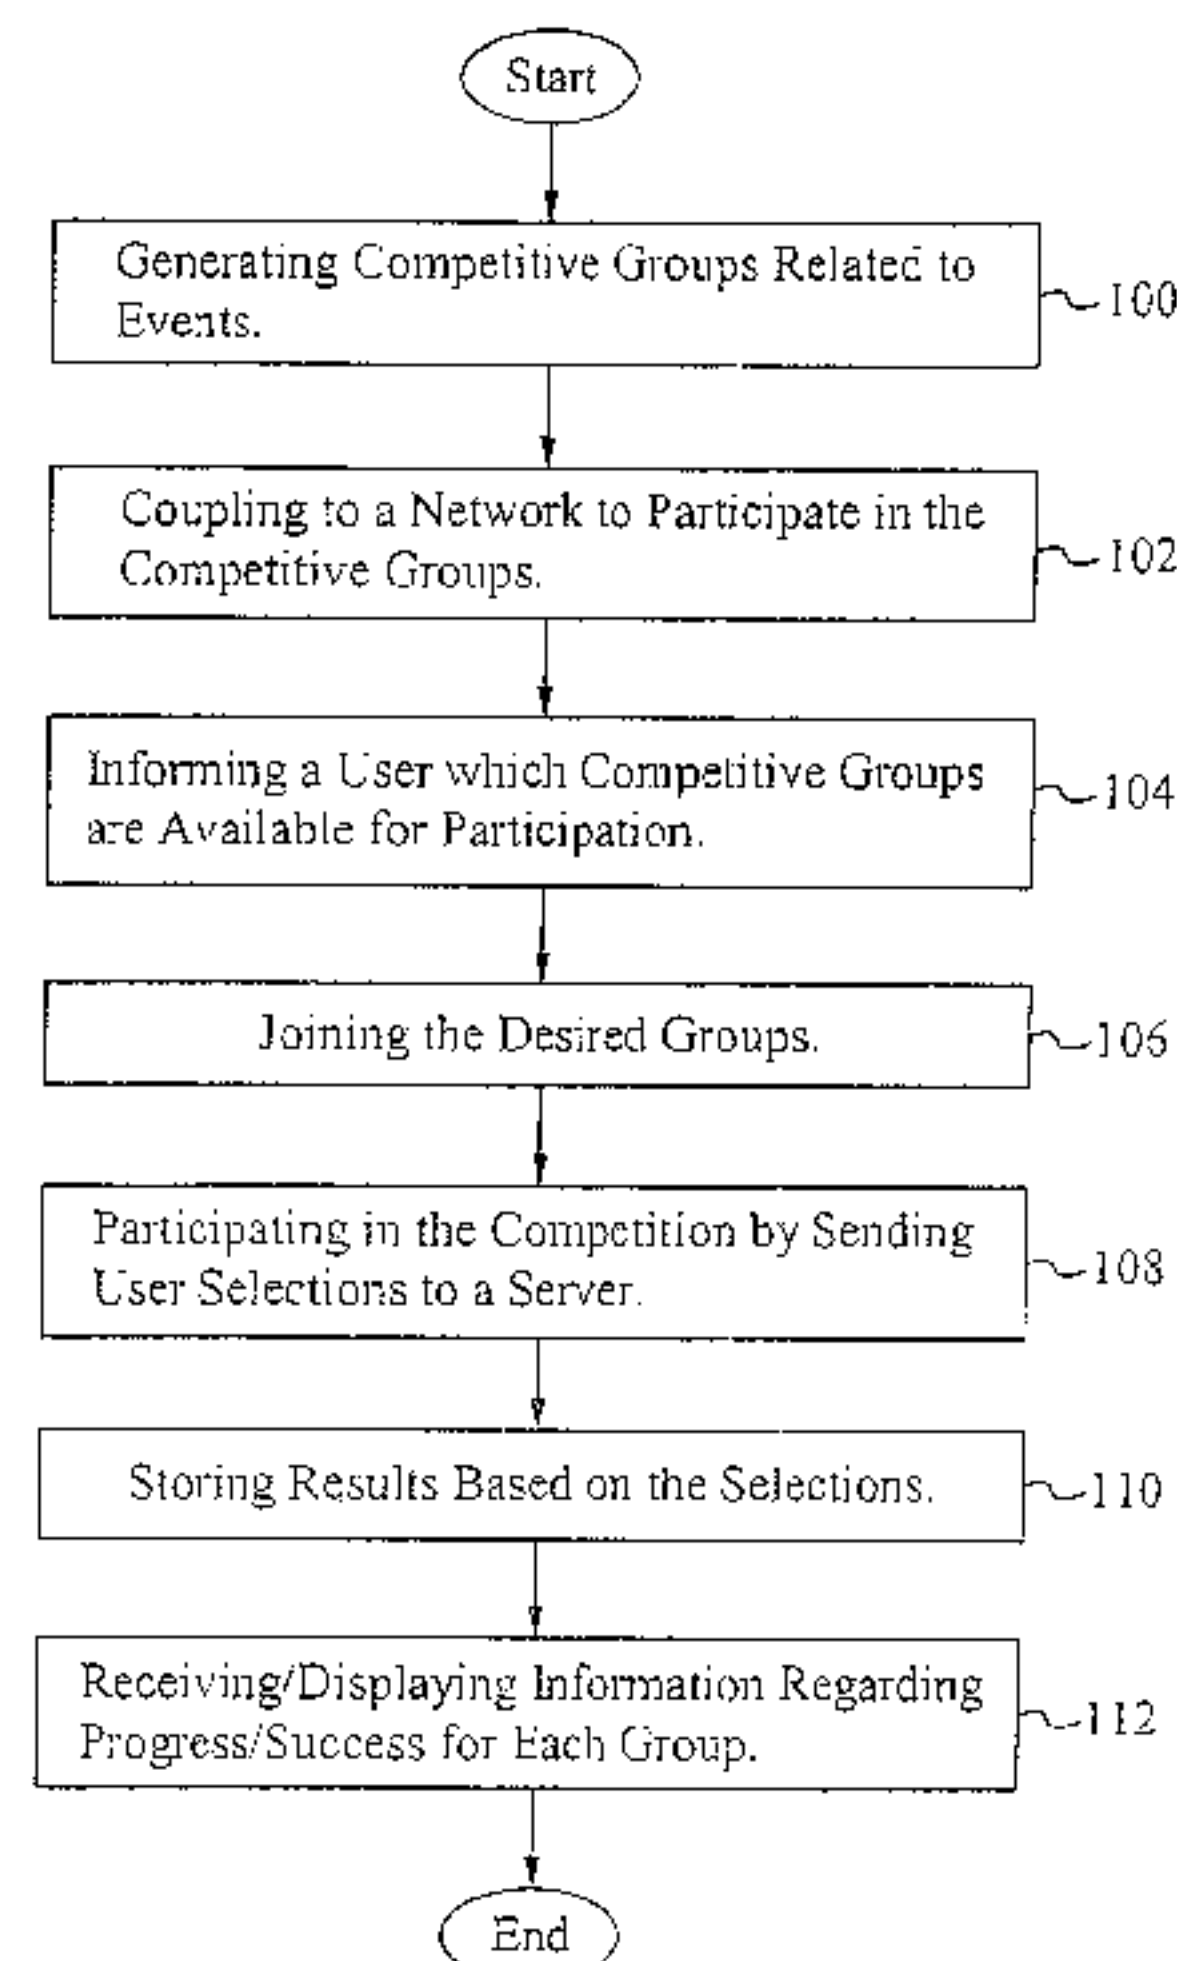 Start
Generating Competitive Groups Related to
Events.
100
Coupling to a Network to Participate in the
Competitive Groups.
102
Informing a User which Competitive Groups
are Available for Participation.
104
Joining the Desired Groups.
106
Participating in the Competition by Sending
User Selections to a Server.
108
Storing Results Based on the Selections.
110
Receiving/Displaying Information Regarding
Progress/Success for Each Group.
112
End